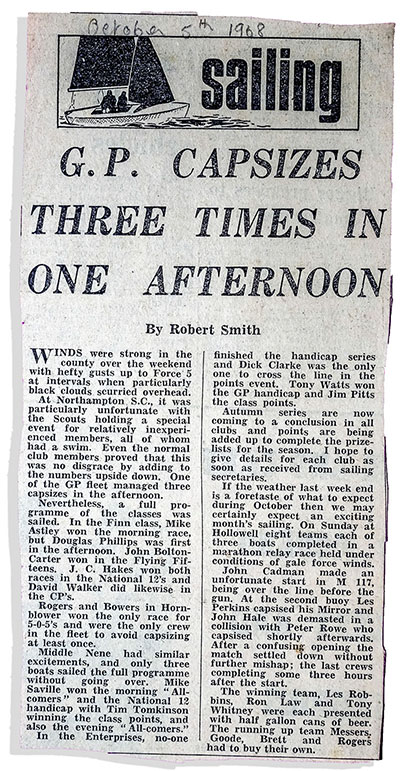 October 5th 1968
sailing
G.P. CAPSIZES
THREE TIMES IN
ONE AFTERNOON
By Robert Smith
WINDS were strong in the
county over the weekend
with hefty gusts up to Force 5
at intervals when particularly
black clouds scurried overhead.
At Northampton S.C., it was
particularly unfortunate with
the Scouts holding a special
event for relatively inexperi-
enced members, all of whom
had a swim. Even the normal
club members proved that this
was no disgrace by adding to
the numbers upside down. One
of the GP fleet managed three
capsizes in the afternoon.
Nevertheless, a full pro-
gramme of the classes was
sailed. In the Finn class, Mike
Astley won the morning race,
but Douglas Phillips was first
in the afternoon. John Bolton-
Carter won in the Flying Fif-
teens. J. C. Hakes won both
races in the National 12's and
David Walker did likewise in
the CP's.
Rogers and Bowers in Horn-
blower won the only race for
5-0-5's and were the only crew
in the fleet to avoid capsizing
at least once.
Middle Nene had similar
excitements, and only three
boats sailed the full programme
without going over. Mike
Saville won the morning "All-
comers" and the National 12
handicap with Tim Tomkinson
winning the class points, and
also the evening "All-comers."
In the Enterprises, no-one
finished the handicap series
and Dick Clarke was the only
one to cross the line in the
points event. Tony Watts won
the GP handicap and Jim Pitts
the class points.
Autumn series are now
coming to a conclusion in all
clubs and points are being
added up to complete the prize-
lists for the season. I hope to
give details for each club as
soon as received from sailing
secretaries.
If the weather last week end
is a foretaste of what to expect
during October then we may
certainly expect an exciting
month's sailing. On Sunday at
Hollowell eight teams each of
three boats completed in a
marathon relay race held under
conditions of gale force winds.
John Cadman made an
unfortunate start in M 117,
being over the line before the
gun. At the second buoy Les
Perkins capsised his Mirror and
John Hale was demasted in a
collision with Peter Rowe who
capsised shortly afterwards.
After a confusing opening the
match settled down without
further mishap; the last crews
completing some three hours
after the start.
The winning team, Les Rob-
bins, Ron Law and Tony
Whitney were each presented
with half gallon cans of beer.
The running up team Messers.
Goode, Brett and Rogers
had to buy their own.